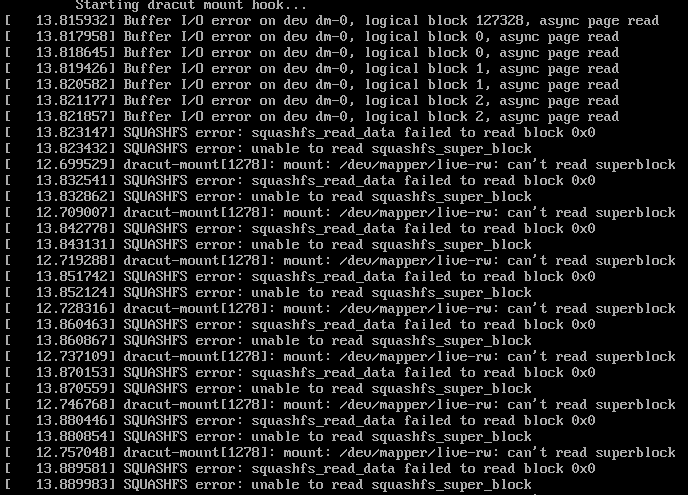 Starting dracut mount hook...
[   13.815932] Buffer I/O error on dev dm-0, logical block 127328, async page read
[   13.817958] Buffer I/O error on dev dm-0, logical block 0, async page read
[   13.818645] Buffer I/O error on dev dm-0, logical block 0, async page read
[   13.819426] Buffer I/O error on dev dm-0, logical block 1, async page read
[   13.820582] Buffer I/O error on dev dm-0, logical block 1, async page read
[   13.821177] Buffer I/O error on dev dm-0, logical block 2, async page read
[   13.821857] Buffer I/O error on dev dm-0, logical block 2, async page read
[   13.823147] SQUASHFS error: squashfs_read_data failed to read block 0x0
[   13.823432] SQUASHFS error: unable to read squashfs_super_block
[   12.699529] dracut-mount[1278]: mount: /dev/mapper/live-rw: can't read superblock
[   13.832541] SQUASHFS error: squashfs_read_data failed to read block 0x0
[   13.832862] SQUASHFS error: unable to read squashfs_super_block
[   12.709007] dracut-mount[1278]: mount: /dev/mapper/live-rw: can't read superblock
[   13.842778] SQUASHFS error: squashfs_read_data failed to read block 0x0
[   13.843131] SQUASHFS error: unable to read squashfs_super_block
[   12.719288] dracut-mount[1278]: mount: /dev/mapper/live-rw: can't read superblock
[   13.851742] SQUASHFS error: squashfs_read_data failed to read block 0x0
[   13.852124] SQUASHFS error: unable to read squashfs_super_block
[   12.728316] dracut-mount[1278]: mount: /dev/mapper/live-rw: can't read superblock
[   13.860463] SQUASHFS error: squashfs_read_data failed to read block 0x0
[   13.860867] SQUASHFS error: unable to read squashfs_super_block
[   12.737109] dracut-mount[1278]: mount: /dev/mapper/live-rw: can't read superblock
[   13.870153] SQUASHFS error: squashfs_read_data failed to read block 0x0
[   13.870559] SQUASHFS error: unable to read squashfs_super_block
[   12.746768] dracut-mount[1278]: mount: /dev/mapper/live-rw: can't read superblock
[   13.880446] SQUASHFS error: squashfs_read_data failed to read block 0x0
[   13.880854] SQUASHFS error: unable to read squashfs_super_block
[   12.757048] dracut-mount[1278]: mount: /dev/mapper/live-rw: can't read superblock
[   13.889581] SQUASHFS error: squashfs_read_data failed to read block 0x0
[   13.889983] SQUASHFS error: unable to read squashfs_super_block